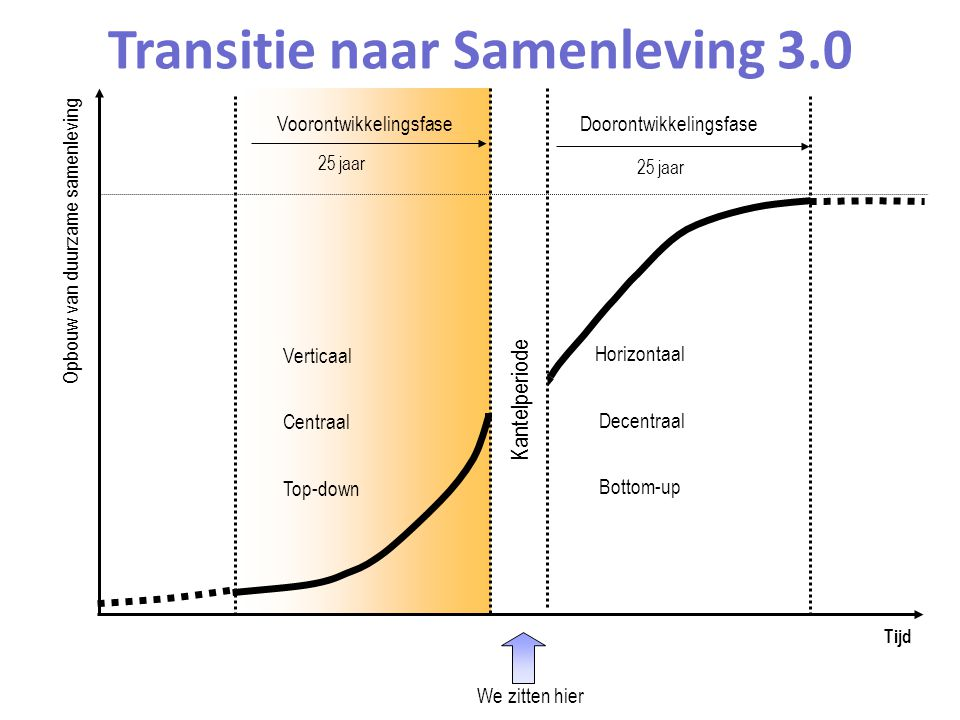 Transitie naar Samenleving 3.0
Opbouw van duurzame samenleving
Voorontwikkelingsfase
25 jaar
Doorontwikkelingsfase
25 jaar
Verticaal
Centraal
Top-down
Kantelperiode
Horizontaal
Decentraal
Bottom-up
Tijd
We zitten hier